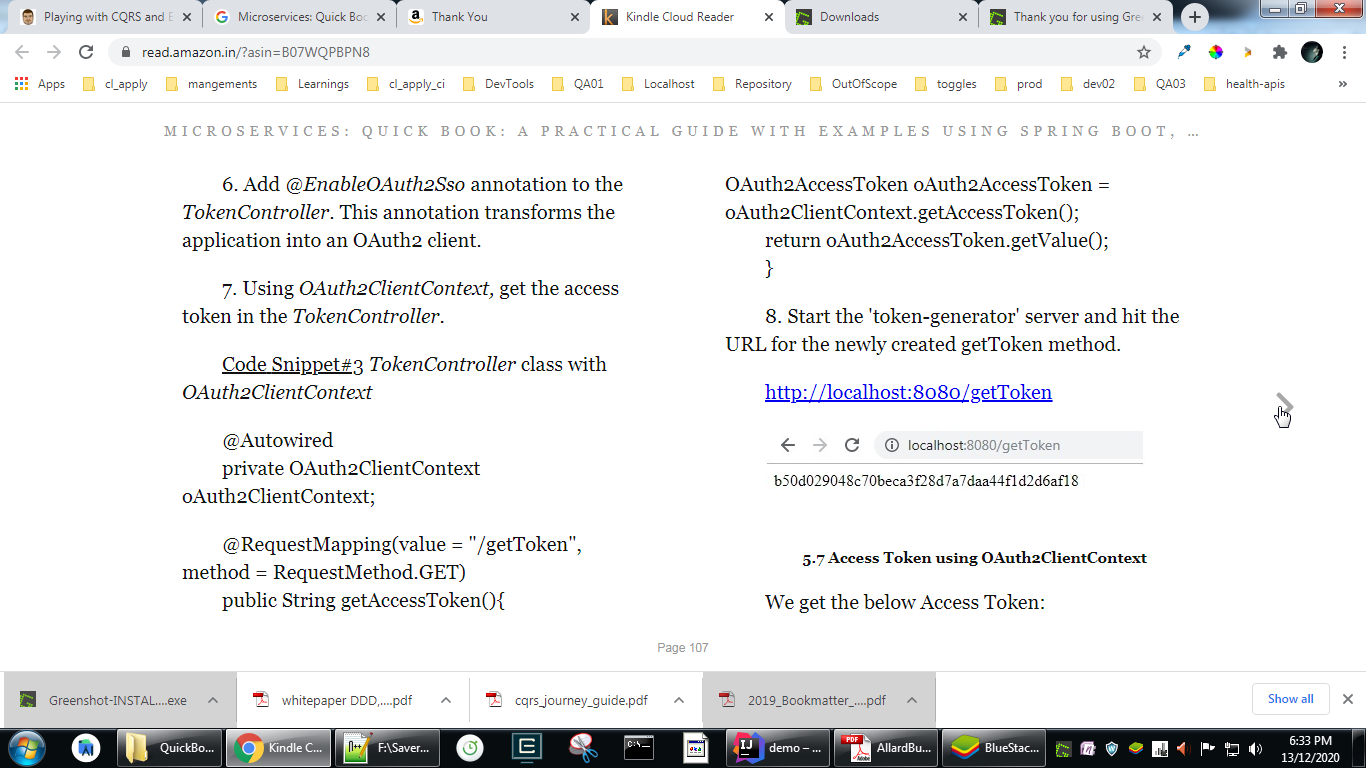 Playing with CQRS and E
Microservices: Quick Boo
Thank You
Kindle Cloud Reader
Downloads
Thank you for using Gre
read.amazon.in/?asin=B07WQPBPN8
Apps
cl_apply
mangements
Learnings
cl_apply_ci
DevTools
QA01
Localhost
Repository
OutOfScope
toggles
prod
dev02
QA03
health-apis
»
MICROSERVICES: QUICK BOOK: A PRACTICAL GUIDE WITH EXAMPLES USING SPRING BOOT, ...
6. Add @EnableOAuth2Sso annotation to the
TokenController. This annotation transforms the
application into an OAuth2 client.
7. Using OAuth2ClientContext, get the access
token in the TokenController.
Code Snippet#3 TokenController class with
OAuth2ClientContext
@Autowired
private OAuth2ClientContext
oAuth2ClientContext;
@RequestMapping(value = "/getToken",
method = RequestMethod.GET)
public String getAccessToken(){
OAuth2AccessToken oAuth2AccessToken =
oAuth2ClientContext.getAccessToken();
return oAuth2AccessToken.getValue();
}
8. Start the 'token-generator' server and hit the
URL for the newly created getToken method.
http://localhost:8080/getToken
localhost:8080/getToken
b50d029048c70beca3f28d7a7daa44f1d2d6af18
5.7 Access Token using OAuth2ClientContext
We get the below Access Token:
Page 107
Greenshot-INSTAL....exe
whitepaper DDD,....pdf
cqrs_journey_guide.pdf
2019_Bookmatter_....pdf
Show all
QuickBo...
Kindle C...
F:\Saver...
demo – ...
AllardBu...
BlueStac...
6:33 PM
13/12/2020